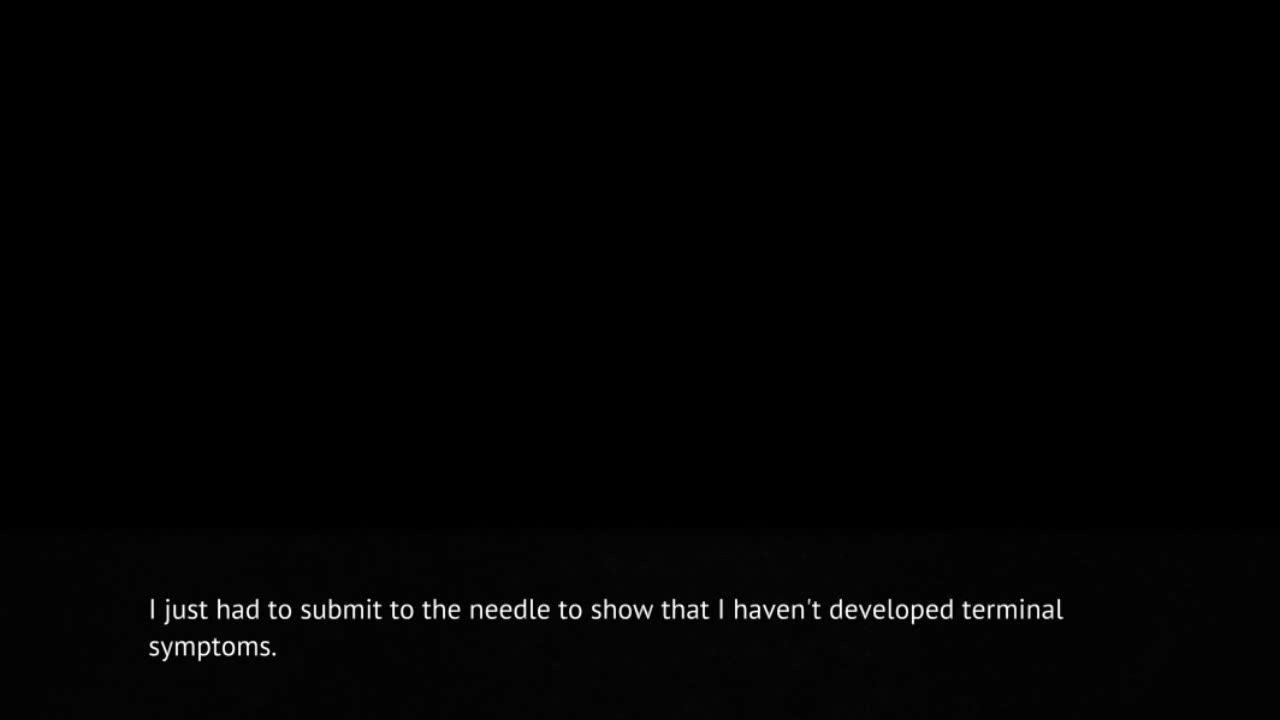 I just had to submit to the needle to show that I haven't developed terminal
symptoms.